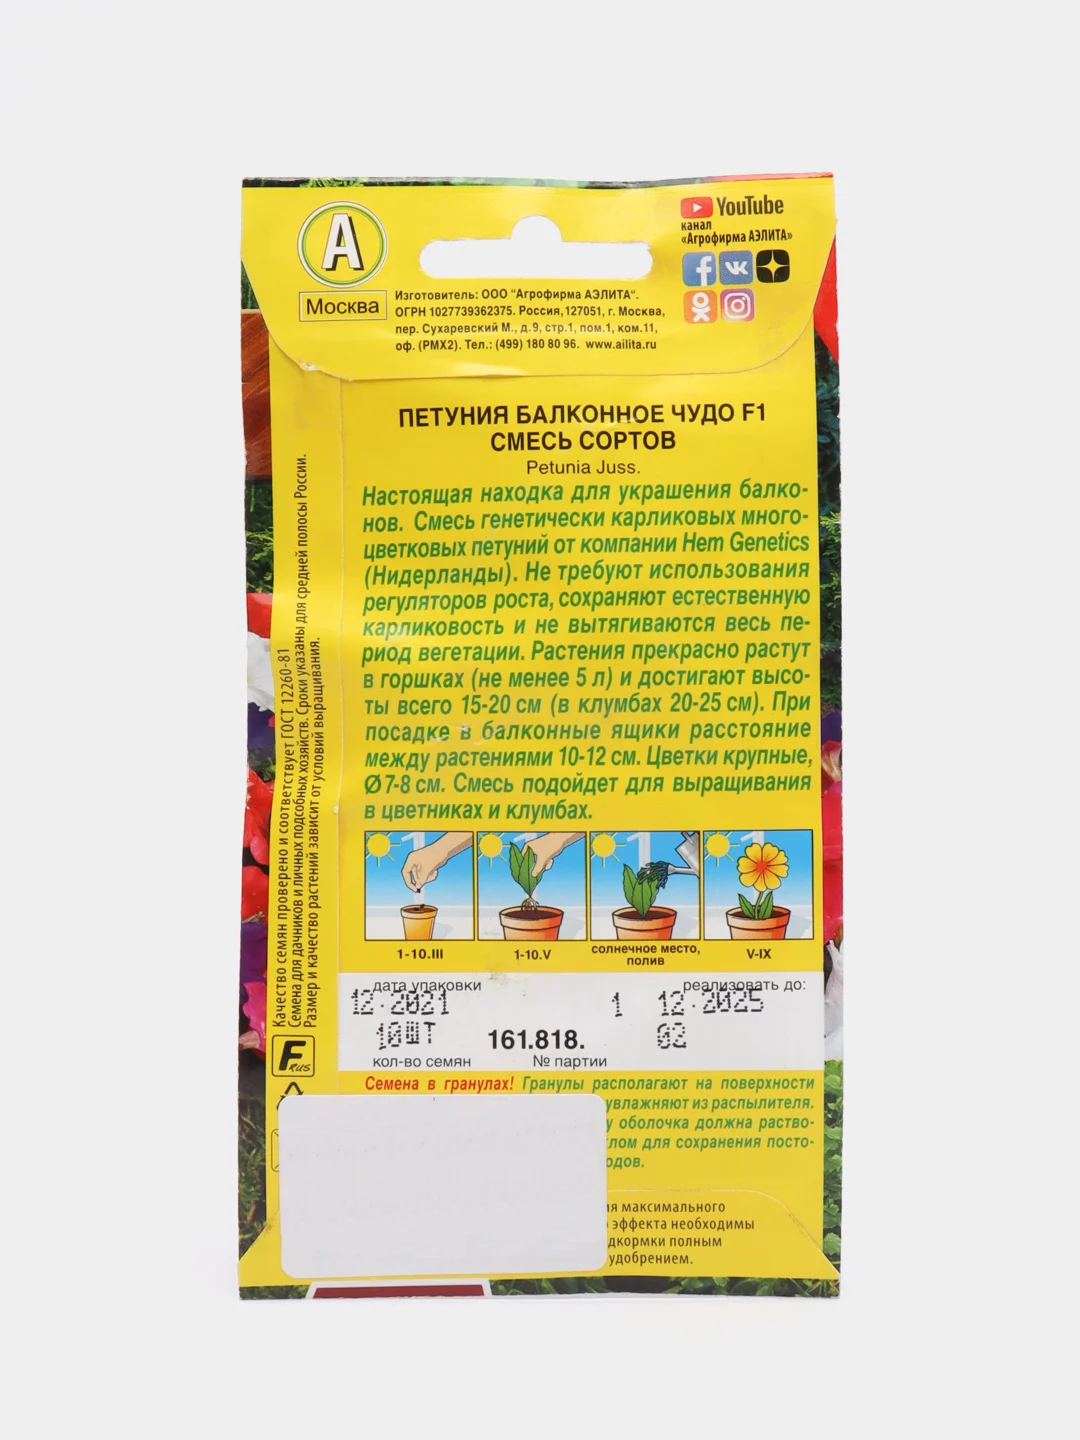 А
Москва
Изготовитель: ООО "Агрофирма АЭЛИТА".
ОГРН 1027739362375. Россия,127051, г. Москва,
пер. Сухаревский М., д.9, стр.1, пом.1, ком.11,
оф. (РМХ2). Тел.: (499) 180 80 96. www.ailita.ru
YouTube
канал
«Агрофирма АЭЛИТА»
ПЕТУНИЯ БАЛКОННОЕ ЧУДО F1
СМЕСЬ СОРТОВ
Petunia Juss.
Настоящая находка для украшения балко-
нов. Смесь генетически карликовых много-
цветковых петуний от компании Hem Genetics
(Нидерланды). Не требуют использования
регуляторов роста, сохраняют естественную
карликовость и не вытягиваются весь пе-
риод вегетации. Растения прекрасно растут
в горшках (не менее 5 л) и достигают высо-
ты всего 15-20 см (в клумбах 20-25 см). При
посадке в балконные ящики расстояние
между растениями 10-12 см. Цветки крупные,
Ø 7-8 см. Смесь подойдет для выращивания
в цветниках и клумбах.
1-10.III
1-10.V
солнечное место,
полив
V-IX
дата упаковки
реализовать до:
12.2021
1
12.2025
10ШТ
161.818.
02
кол-во семян
№ партии
Семена в гранулах! Гранулы располагают на поверхности
увлажняют из распылителя.
у оболочка должна раство-
лом для сохранения посто-
одов.
ия максимального
эффекта необходимы
дкормки полным
удобрением.
Качество семян проверено и соответствует ГОСТ 12260-81
Семена для дачников и личных подсобных хозяйств. Сроки указаны для средней полосы России.
Размер и качество растений зависит от условий выращивания.
F RUS